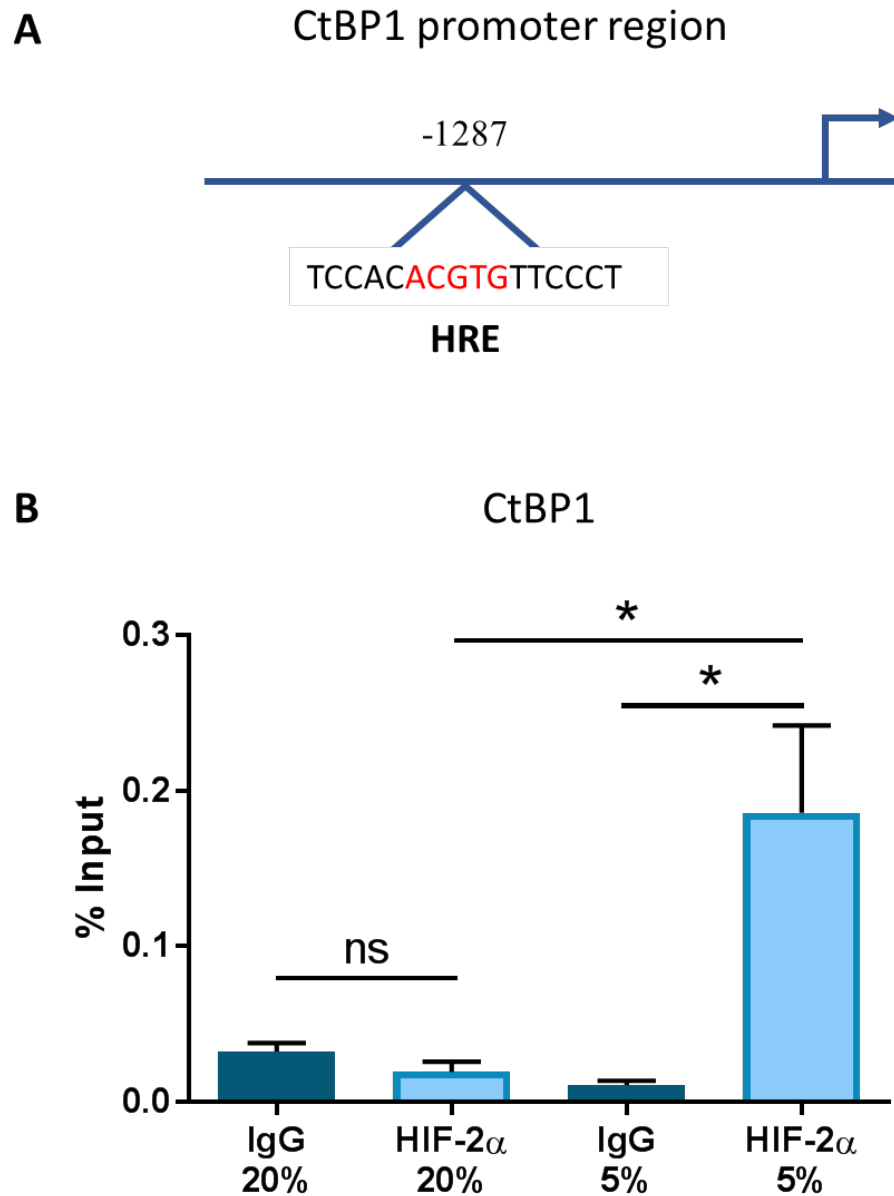 A
CtBP1 promoter region
-1287
TCCACACGTGTTCCCT
HRE
B
CtBP1
% Input
0.3
0.2
0.1
0.0
*
*
ns
IgG HIF-2α IgG HIF-2α
20% 20% 5% 5%